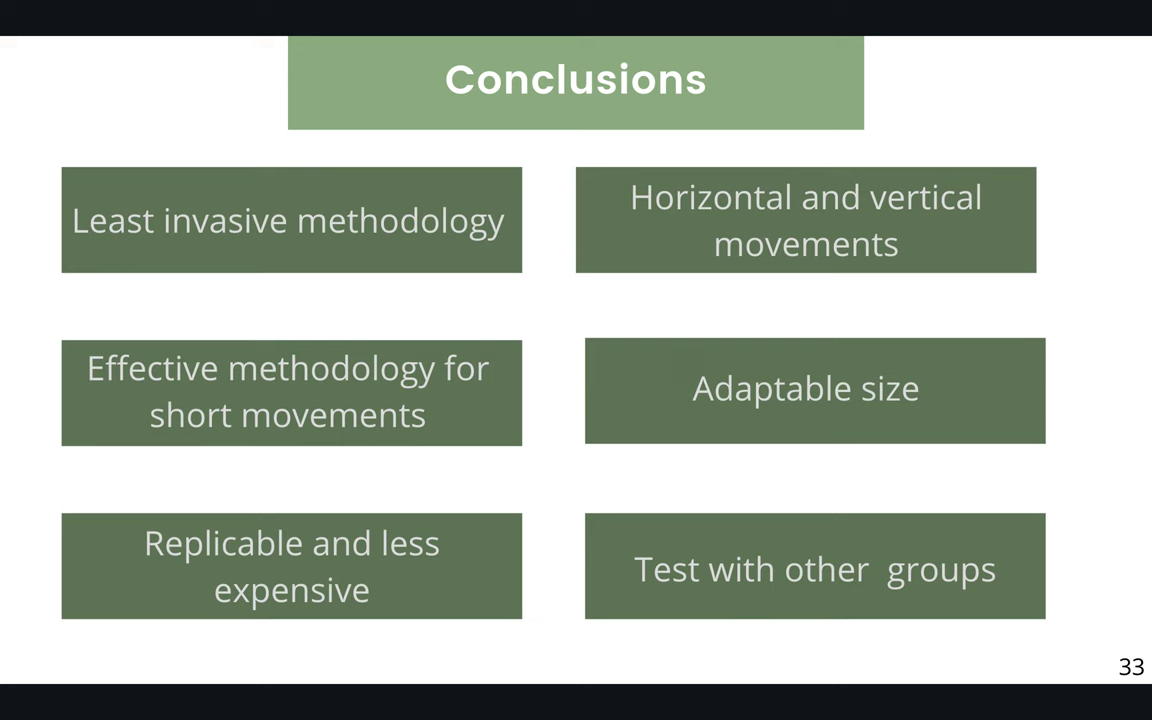 Conclusions
Least invasive methodology
Horizontal and vertical
movements
Effective methodology for
short movements
Adaptable size
Replicable and less
expensive
Test with other  groups
33